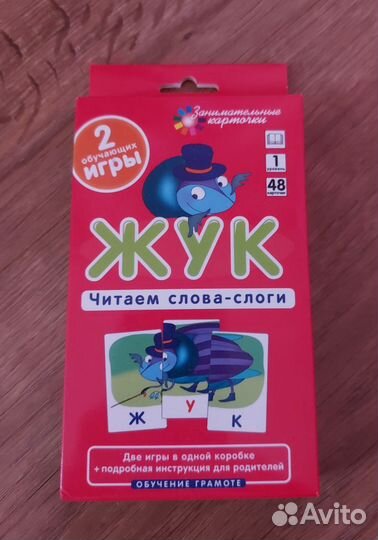 Занимательные
карточки
2
обучающих
игры
1
уровень
48
карточек
ЖУК
Читаем слова-слоги
Ж У К
Две игры в одной коробке
+подробная инструкция для родителей
ОБУЧЕНИЕ ГРАМОТЕ
Avito